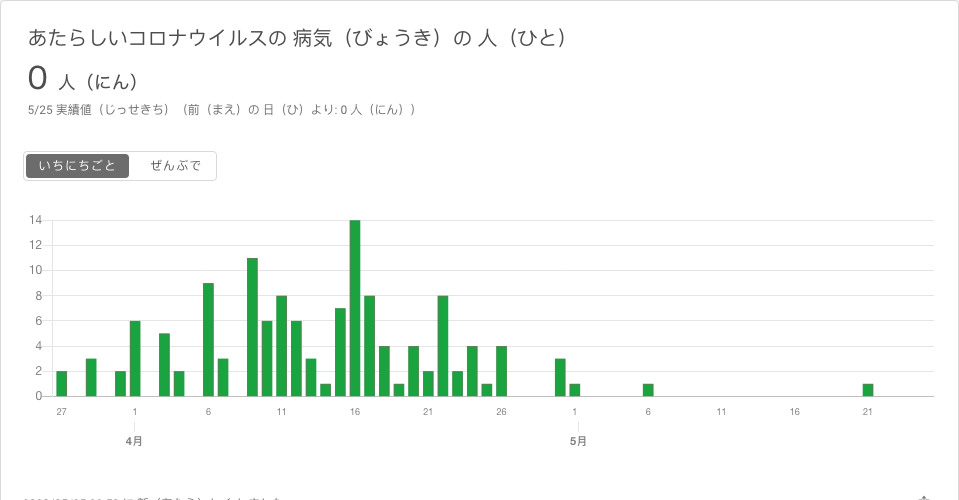 あたらしいコロナウイルスの 病気（びょうき）の 人（ひと）
0 人（にん）
5/25 実績値（じっせきち）（前（まえ）の 日（ひ）より: 0 人（にん））
いちにちごと ぜんぶで
14
12
10
8
6
4
2
0
27 1 6 11 16 21 26 1 6 11 16 21
4月 5月